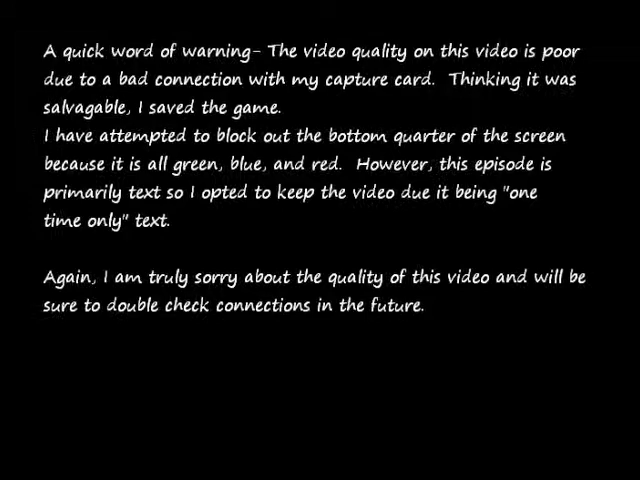 A quick word of warning- The video quality on this video is poor
due to a bad connection with my capture card.  Thinking it was
salvagable, I saved the game.
I have attempted to block out the bottom quarter of the screen
because it is all green, blue, and red.  However, this episode is
primarily text so I opted to keep the video due it being "one
time only" text.

Again, I am truly sorry about the quality of this video and will be
sure to double check connections in the future.